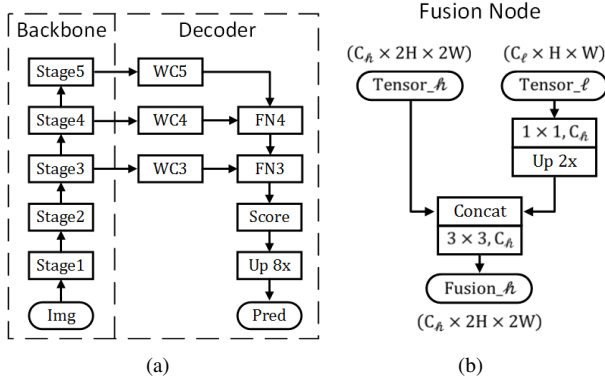 Backbone Decoder
Stage5 WC5
Stage4 WC4 FN4
Stage3 WC3 FN3
Stage2 Score
Stage1 Up 8x
Img Pred
(a)
Fusion Node
(Cₕ × 2H × 2W) (Cℓ × H × W)
Tensor_ℎ Tensor_ℓ
1 × 1, Cₕ
Up 2x
Concat
3 × 3, Cₕ
Fusion_ℎ
(Cₕ × 2H × 2W)
(b)